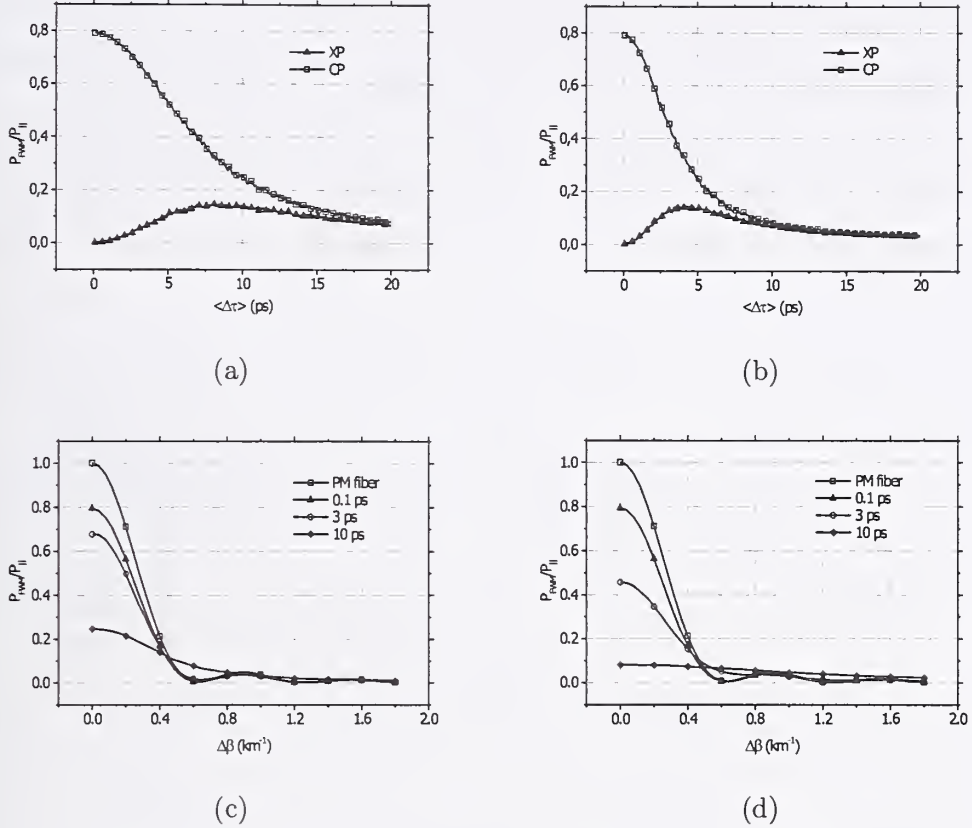 0,8
0,6
0,4
0,2
0,0
P_FWM/P_II
XP
CP
0 5 10 15 20
<Δτ> (ps)
(a)
0,8
0,6
0,4
0,2
0,0
P_FWM/P_II
XP
CP
0 5 10 15 20
<Δτ> (ps)
(b)
1.0
0.8
0.6
0.4
0.2
0.0
P_FWM/P_II
PM fiber
0.1 ps
3 ps
10 ps
0.0 0.4 0.8 1.2 1.6 2.0
Δβ (km⁻¹)
(c)
1.0
0.8
0.6
0.4
0.2
0.0
P_FWM/P_II
PM fiber
0.1 ps
3 ps
10 ps
0.0 0.4 0.8 1.2 1.6 2.0
Δβ (km⁻¹)
(d)